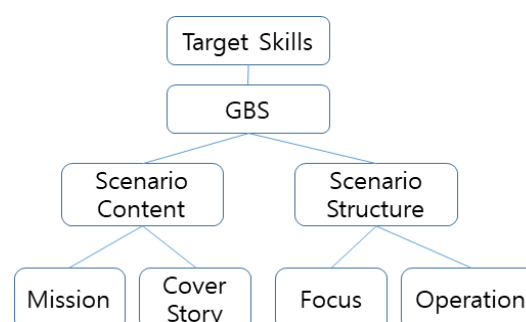 Target Skills
GBS
Scenario
Content
Scenario
Structure
Mission
Cover
Story
Focus
Operation